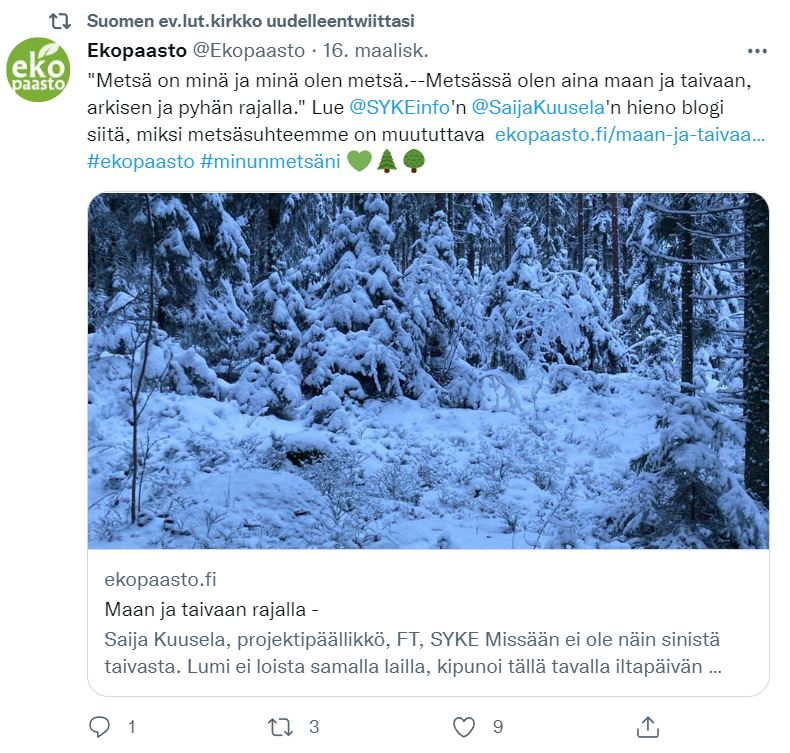 Suomen ev.lut.kirkko uudelleentwiittasi
eko
paasto
Ekopaasto @Ekopaasto · 16. maalisk.
"Metsä on minä ja minä olen metsä.--Metsässä olen aina maan ja taivaan,
arkisen ja pyhän rajalla." Lue @SYKEinfo'n @SaijaKuusela'n hieno blogi
siitä, miksi metsäsuhteemme on muututtava ekopaasto.fi/maan-ja-taivaa…
#ekopaasto #minunmetsäni 💚🌲🌳
ekopaasto.fi
Maan ja taivaan rajalla -
Saija Kuusela, projektipäällikkö, FT, SYKE Missään ei ole näin sinistä
taivasta. Lumi ei loista samalla lailla, kipunoi tällä tavalla iltapäivän ...
1 3 9